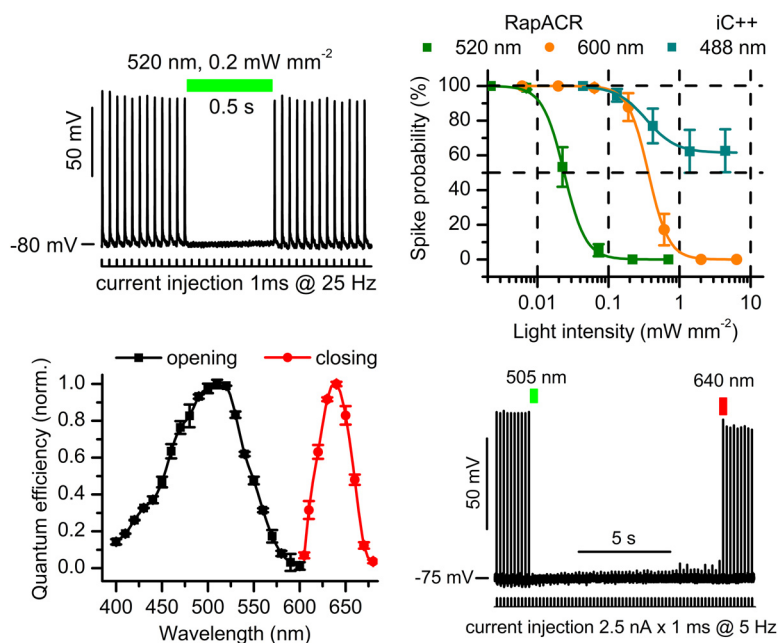 520 nm, 0.2 mW mm⁻²
0.5 s
50 mV
-80 mV
current injection 1ms @ 25 Hz
RapACR iC++
520 nm 600 nm 488 nm
Spike probability (%)
100
80
60
40
20
0
0.01 0.1 1 10
Light intensity (mW mm⁻²)
opening closing
Quantum efficiency (norm.)
1.0
0.8
0.6
0.4
0.2
0.0
400 450 500 550 600 650
Wavelength (nm)
505 nm 640 nm
50 mV
5 s
-75 mV
current injection 2.5 nA x 1 ms @ 5 Hz